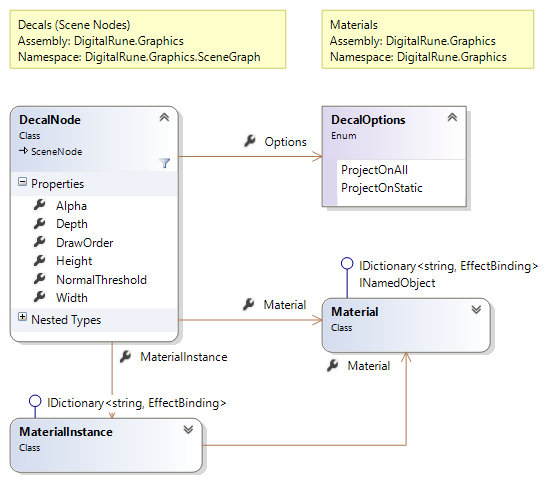 Decals (Scene Nodes)
Assembly: DigitalRune.Graphics
Namespace: DigitalRune.Graphics.SceneGraph
Materials
Assembly: DigitalRune.Graphics
Namespace: DigitalRune.Graphics
DecalNode
Class
SceneNode
Properties
Alpha
Depth
DrawOrder
Height
NormalThreshold
Width
Nested Types
Options
DecalOptions
Enum
ProjectOnAll
ProjectOnStatic
IDictionary<string, EffectBinding>
INamedObject
Material
Material
Class
MaterialInstance
Material
IDictionary<string, EffectBinding>
MaterialInstance
Class